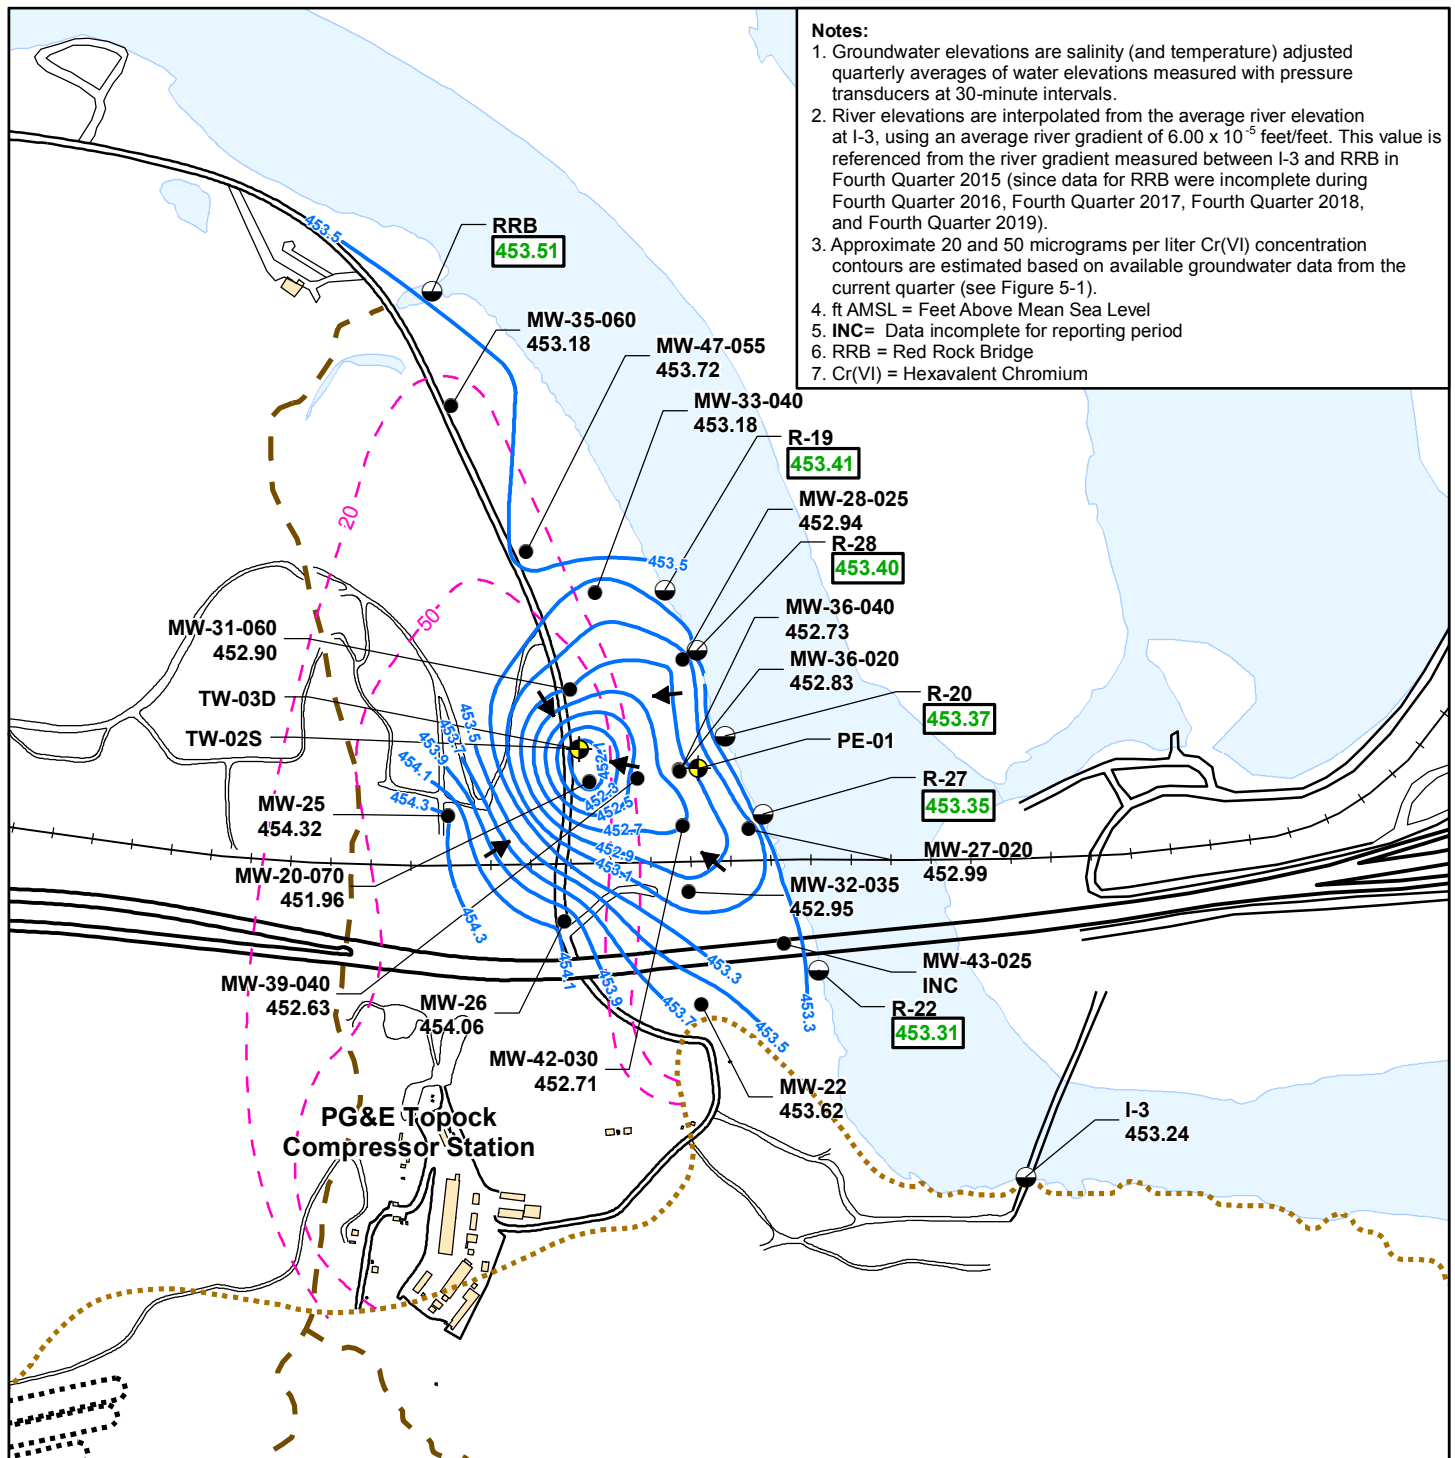 Notes:
1. Groundwater elevations are salinity (and temperature) adjusted
quarterly averages of water elevations measured with pressure
transducers at 30-minute intervals.
2. River elevations are interpolated from the average river elevation
at I-3, using an average river gradient of 6.00 x 10⁻⁵ feet/feet. This value is
referenced from the river gradient measured between I-3 and RRB in
Fourth Quarter 2015 (since data for RRB were incomplete during
Fourth Quarter 2016, Fourth Quarter 2017, Fourth Quarter 2018,
and Fourth Quarter 2019).
3. Approximate 20 and 50 micrograms per liter Cr(VI) concentration
contours are estimated based on available groundwater data from the
current quarter (see Figure 5-1).
4. ft AMSL = Feet Above Mean Sea Level
5. INC= Data incomplete for reporting period
6. RRB = Red Rock Bridge
7. Cr(VI) = Hexavalent Chromium
453.5
RRB
453.51
MW-35-060
453.18
MW-47-055
453.72
MW-33-040
453.18
R-19
453.41
MW-28-025
452.94
R-28
453.40
20
453.5
50
MW-36-040
452.73
MW-36-020
452.83
MW-31-060
452.90
TW-03D
TW-02S
R-20
453.37
PE-01
R-27
453.35
453.5
453.7
453.9
454.1
454.3
452.1
452.3
452.5
452.7
452.9
453.1
MW-25
454.32
MW-20-070
451.96
MW-27-020
452.99
MW-32-035
452.95
454.3
MW-39-040
452.63
MW-26
454.06
454.1
453.9
453.7
453.3
453.5
453.3
MW-43-025
INC
R-22
453.31
MW-42-030
452.71
MW-22
453.62
I-3
453.24
PG&E Topock
Compressor Station